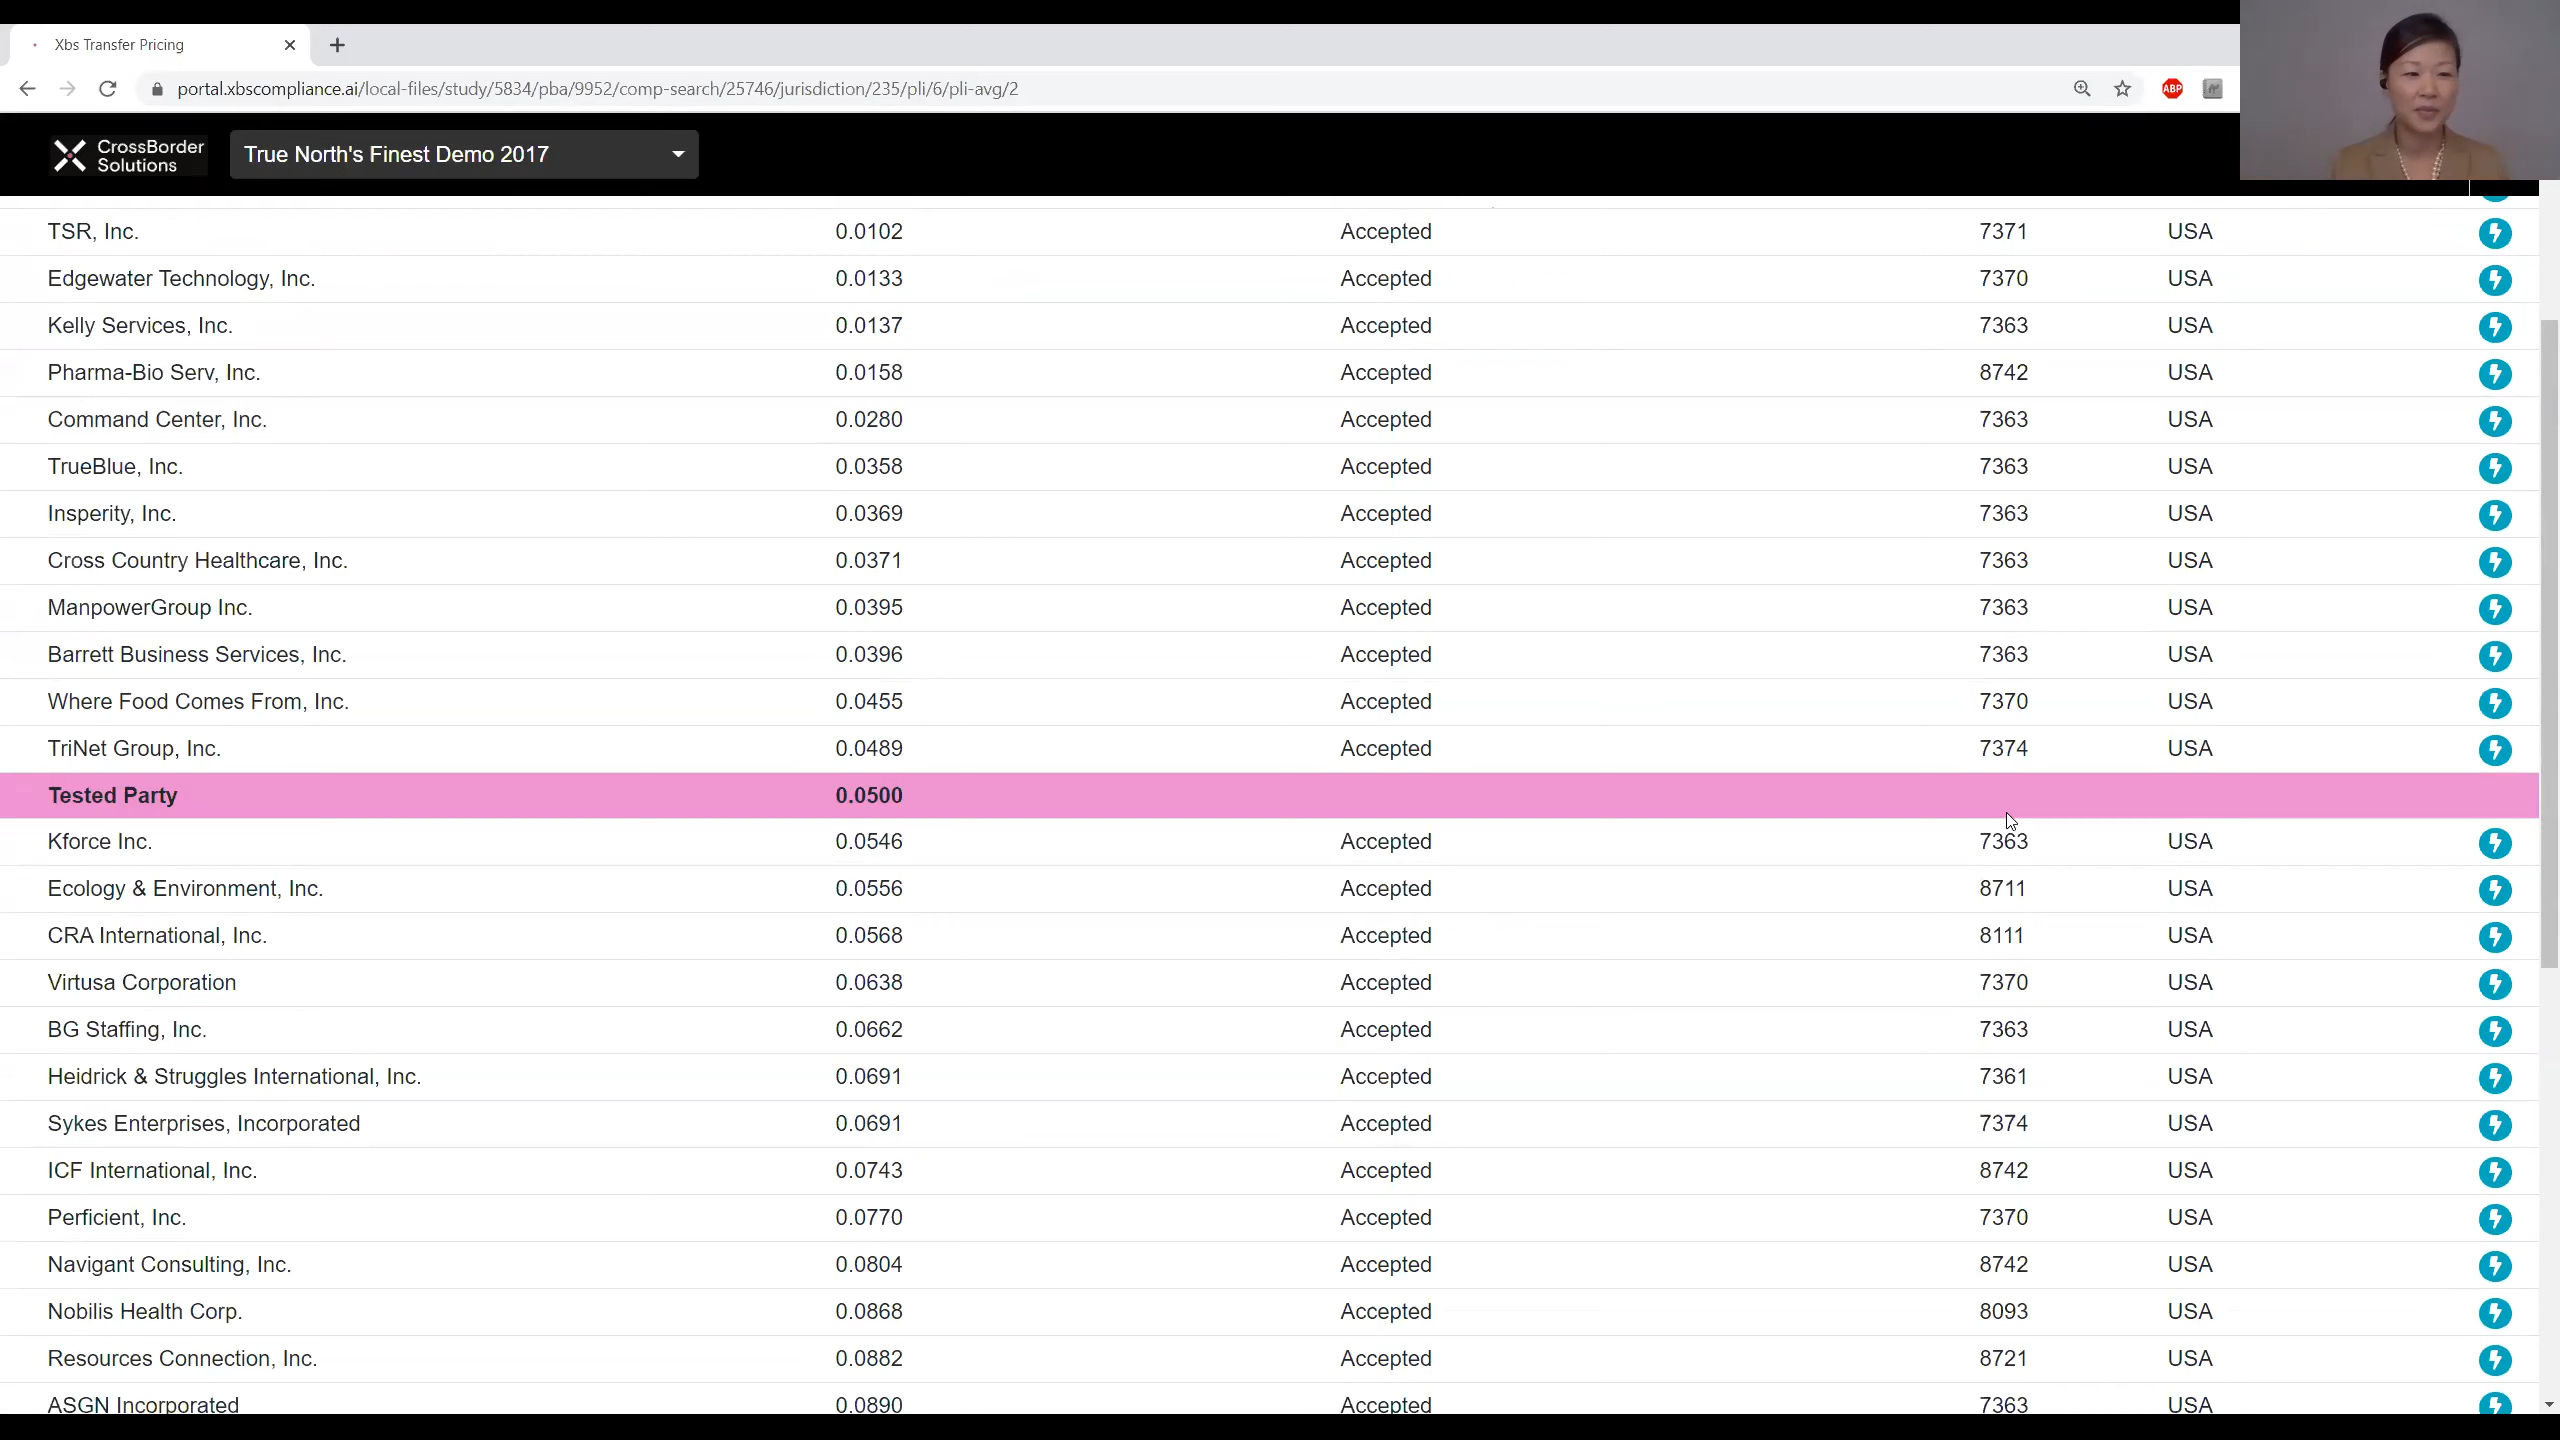 Xbs Transfer Pricing
portal.xbscompliance.ai/local-files/study/5834/pba/9952/comp-search/25746/jurisdiction/235/pli/6/pli-avg/2
ABP
CrossBorder
Solutions
True North's Finest Demo 2017
TSR, Inc. 0.0102 Accepted 7371 USA
Edgewater Technology, Inc. 0.0133 Accepted 7370 USA
Kelly Services, Inc. 0.0137 Accepted 7363 USA
Pharma-Bio Serv, Inc. 0.0158 Accepted 8742 USA
Command Center, Inc. 0.0280 Accepted 7363 USA
TrueBlue, Inc. 0.0358 Accepted 7363 USA
Insperity, Inc. 0.0369 Accepted 7363 USA
Cross Country Healthcare, Inc. 0.0371 Accepted 7363 USA
ManpowerGroup Inc. 0.0395 Accepted 7363 USA
Barrett Business Services, Inc. 0.0396 Accepted 7363 USA
Where Food Comes From, Inc. 0.0455 Accepted 7370 USA
TriNet Group, Inc. 0.0489 Accepted 7374 USA
Tested Party 0.0500
Kforce Inc. 0.0546 Accepted 7363 USA
Ecology & Environment, Inc. 0.0556 Accepted 8711 USA
CRA International, Inc. 0.0568 Accepted 8111 USA
Virtusa Corporation 0.0638 Accepted 7370 USA
BG Staffing, Inc. 0.0662 Accepted 7363 USA
Heidrick & Struggles International, Inc. 0.0691 Accepted 7361 USA
Sykes Enterprises, Incorporated 0.0691 Accepted 7374 USA
ICF International, Inc. 0.0743 Accepted 8742 USA
Perficient, Inc. 0.0770 Accepted 7370 USA
Navigant Consulting, Inc. 0.0804 Accepted 8742 USA
Nobilis Health Corp. 0.0868 Accepted 8093 USA
Resources Connection, Inc. 0.0882 Accepted 8721 USA
ASGN Incorporated 0.0890 Accepted 7363 USA